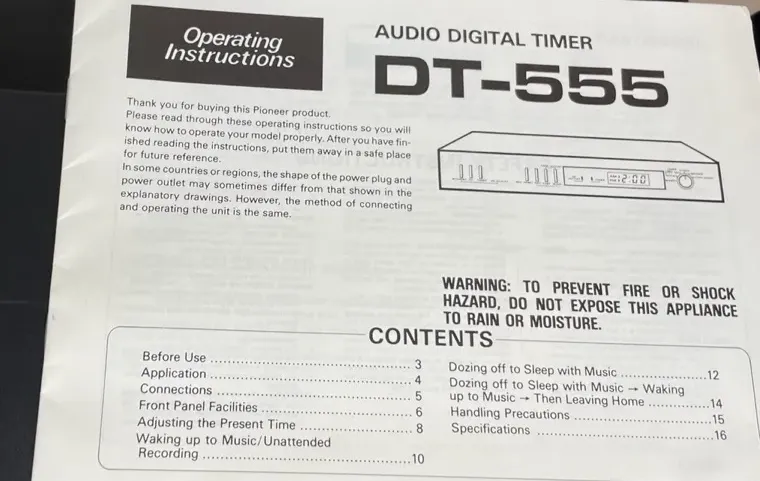 Operating
Instructions
AUDIO DIGITAL TIMER
DT-555
Thank you for buying this Pioneer product.
Please read through these operating instructions so you will
know how to operate your model properly. After you have fin-
ished reading the instructions, put them away in a safe place
for future reference.
In some countries or regions, the shape of the power plug and
power outlet may sometimes differ from that shown in the
explanatory drawings. However, the method of connecting
and operating the unit is the same.
2:00
WARNING: TO PREVENT FIRE OR SHOCK
HAZARD, DO NOT EXPOSE THIS APPLIANCE
TO RAIN OR MOISTURE.
CONTENTS
Before Use ........................................ 3
Application ........................................ 4
Connections ....................................... 5
Front Panel Facilities .............................. 6
Adjusting the Present Time ....................... 8
Waking up to Music/Unattended
Recording .......................................... 10
Dozing off to Sleep with Music ..................... 12
Dozing off to Sleep with Music → Waking
up to Music → Then Leaving Home .............. 14
Handling Precautions ................................ 15
Specifications ........................................ 16